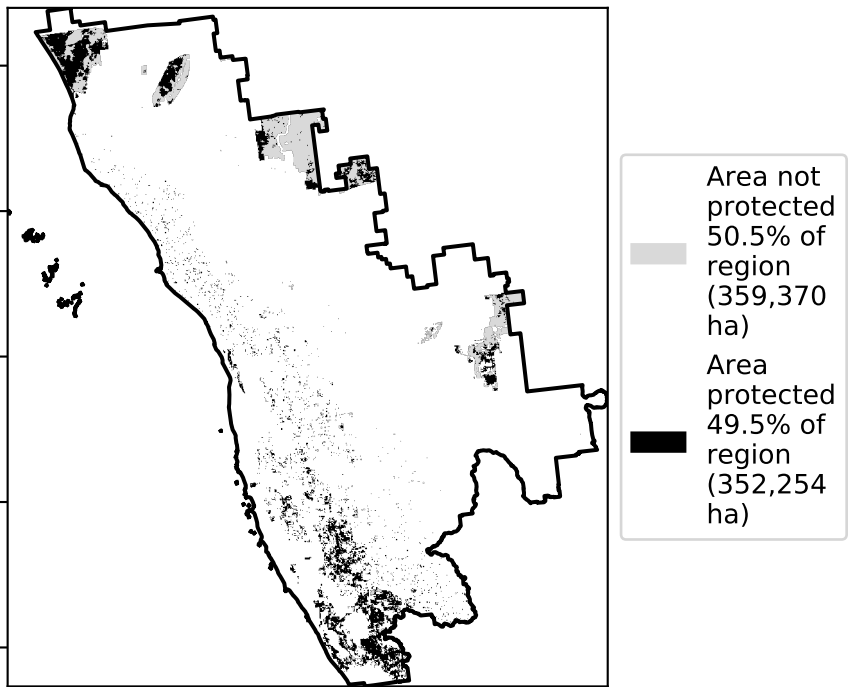 Area not
protected
50.5% of
region
(359,370
ha)
Area
protected
49.5% of
region
(352,254
ha)